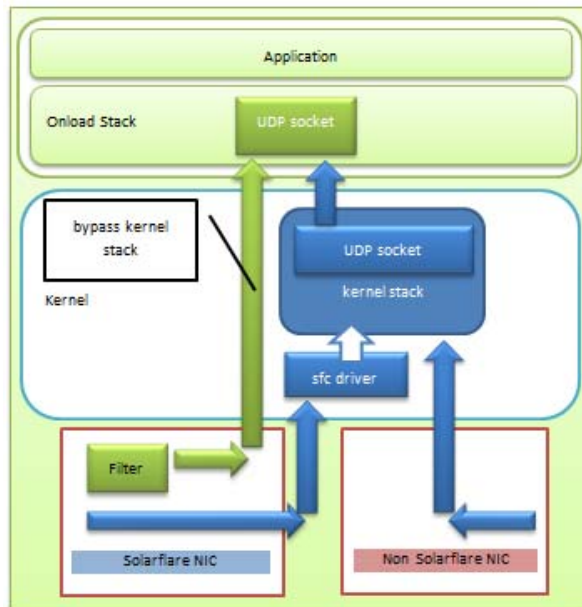 Application
Onload Stack
UDP socket
bypass kernel
stack
UDP socket
kernel stack
Kernel
sfc driver
Filter
Solarflare NIC
Non Solarflare NIC